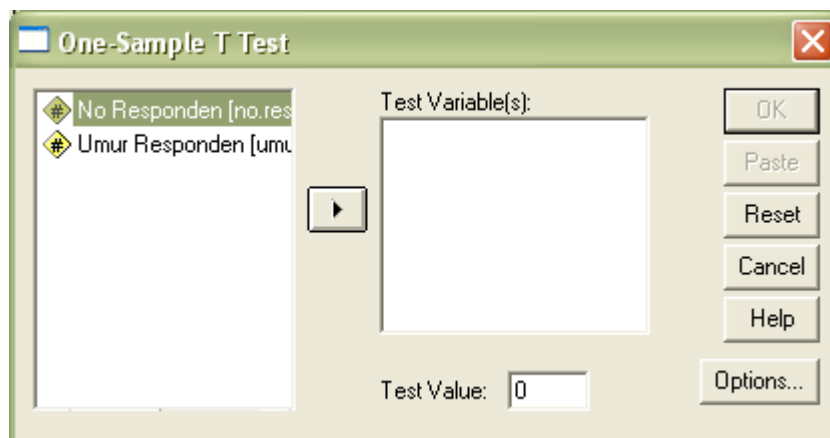 One-Sample T Test
No Responden [no.res
Umur Responden [umu
Test Variable(s):
Test Value: 0
OK
Paste
Reset
Cancel
Help
Options...